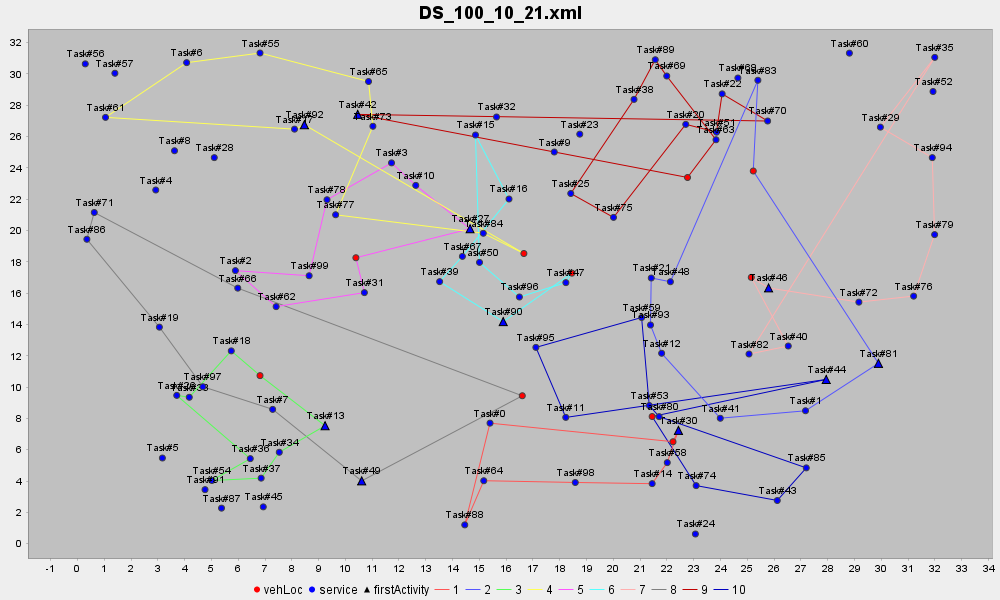 DS_100_10_21.xml
32
30
28
26
24
22
20
18
16
14
12
10
8
6
4
2
0
Task#56
Task#57
Task#6
Task#55
Task#65
Task#61
Task#92
Task#42
Task#73
Task#32
Task#15
Task#23
Task#9
Task#38
Task#89
Task#69
Task#22
Task#83
Task#20
Task#51
Task#63
Task#70
Task#60
Task#35
Task#52
Task#29
Task#94
Task#8
Task#28
Task#4
Task#3
Task#10
Task#78
Task#77
Task#16
Task#25
Task#75
Task#71
Task#86
Task#27
Task#84
Task#67
Task#50
Task#79
Task#2
Task#66
Task#99
Task#62
Task#31
Task#39
Task#96
Task#47
Task#90
Task#21
Task#48
Task#46
Task#72
Task#76
Task#19
Task#18
Task#59
Task#93
Task#12
Task#95
Task#82
Task#40
Task#81
Task#44
Task#97
Task#7
Task#13
Task#0
Task#11
Task#53
Task#80
Task#30
Task#41
Task#1
Task#5
Task#36
Task#34
Task#54
Task#91
Task#37
Task#49
Task#64
Task#98
Task#14
Task#58
Task#74
Task#85
Task#43
Task#87
Task#45
Task#88
Task#24
-1 0 1 2 3 4 5 6 7 8 9 10 11 12 13 14 15 16 17 18 19 20 21 22 23 24 25 26 27 28 29 30 31 32 33 34
vehLoc service firstActivity 1 2 3 4 5 6 7 8 9 10